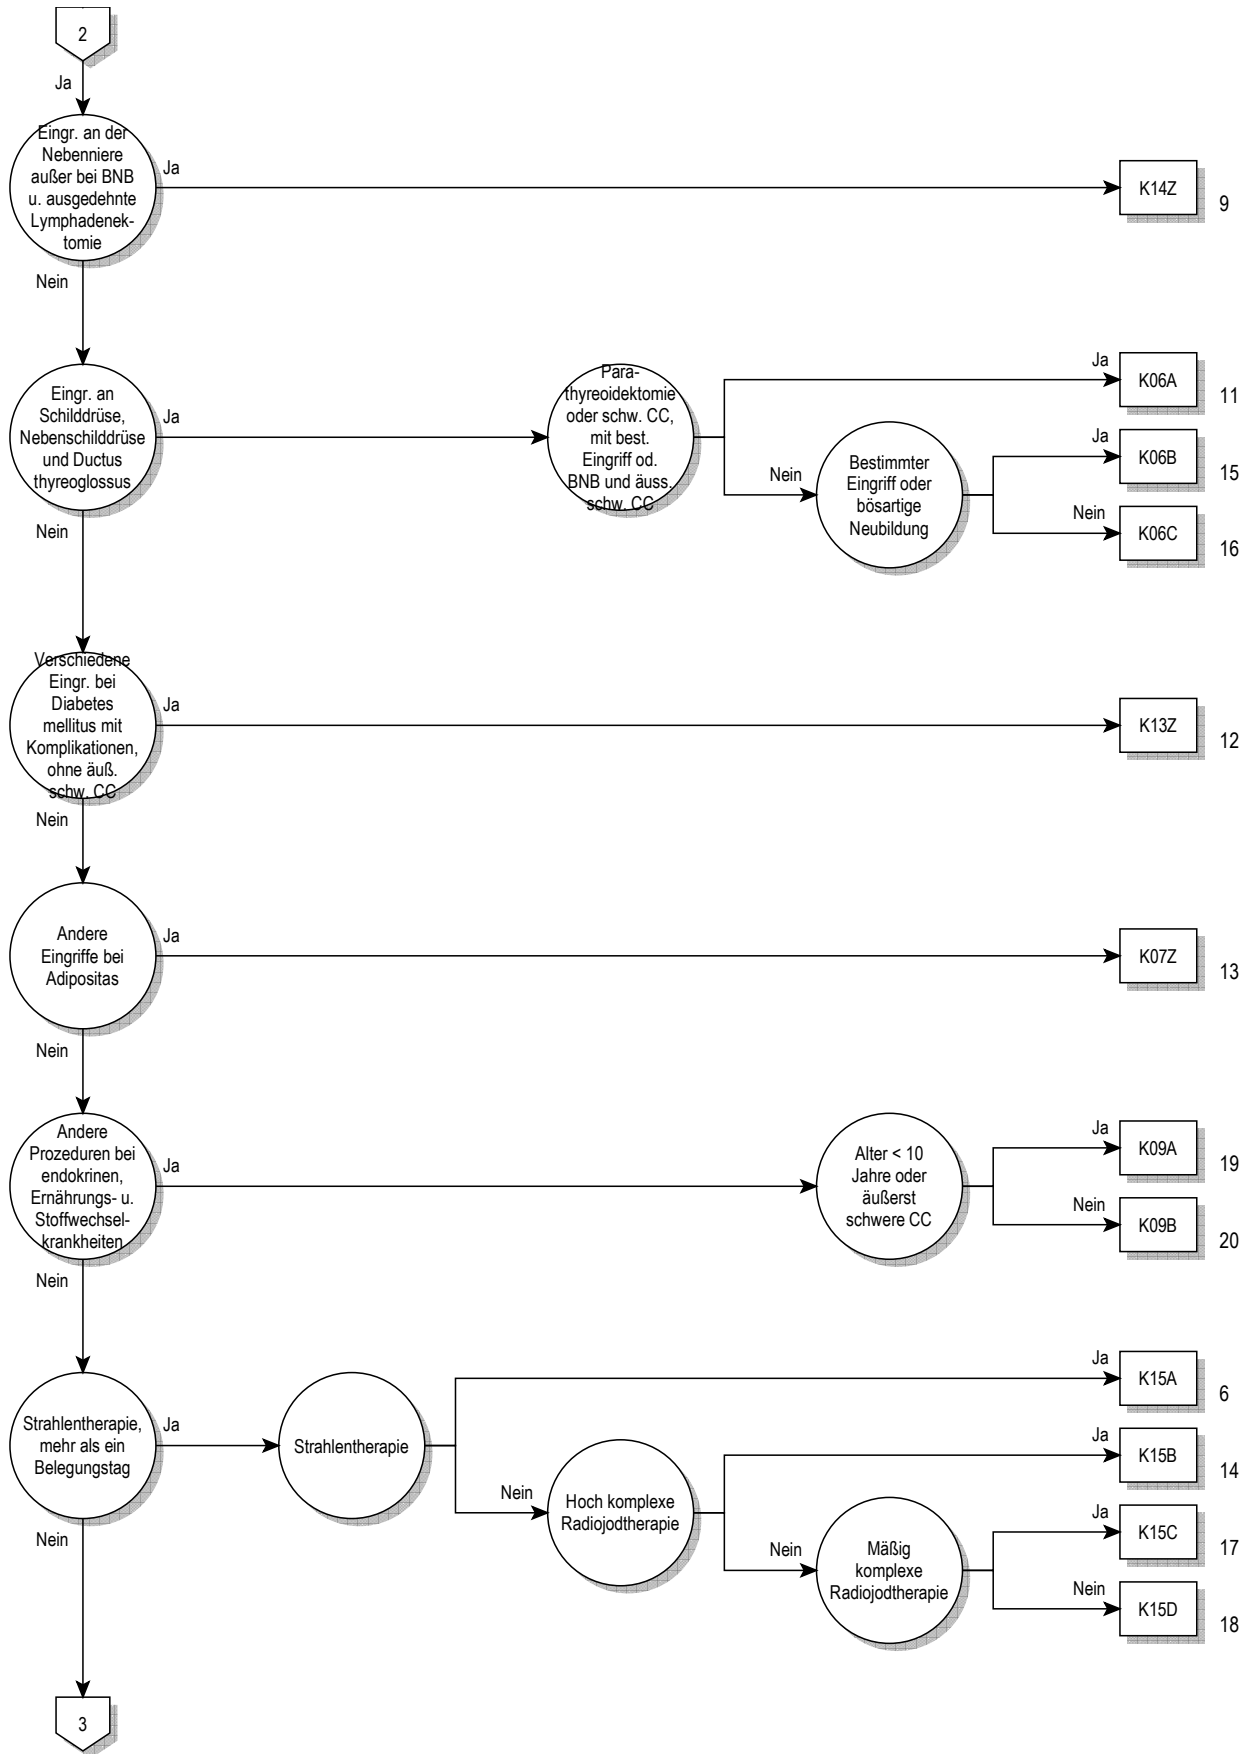 2
Ja
Eingr. an der
Nebenniere
außer bei BNB
u. ausgedehnte
Lymphadenek-
tomie
Ja
K14Z
9
Nein
Eingr. an
Schilddrüse,
Nebenschilddrüse
und Ductus
thyreoglossus
Ja
Para-
thyreoidektomie
oder schw. CC,
mit best.
Eingriff od.
BNB und äuss.
schw. CC
Ja
K06A
11
Nein
Bestimmter
Eingriff oder
bösartige
Neubildung
Ja
K06B
15
Nein
K06C
16
Nein
Verschiedene
Eingr. bei
Diabetes
mellitus mit
Komplikationen,
ohne äuß.
schw. CC
Ja
K13Z
12
Nein
Andere
Eingriffe bei
Adipositas
Ja
K07Z
13
Nein
Andere
Prozeduren bei
endokrinen,
Ernährungs- u.
Stoffwechsel-
krankheiten
Ja
Alter < 10
Jahre oder
äußerst
schwere CC
Ja
K09A
19
Nein
K09B
20
Nein
Strahlentherapie,
mehr als ein
Belegungstag
Ja
Strahlentherapie
Ja
K15A
6
Nein
Hoch komplexe
Radiojodtherapie
Ja
K15B
14
Nein
Mäßig
komplexe
Radiojodtherapie
Ja
K15C
17
Nein
K15D
18
Nein
3